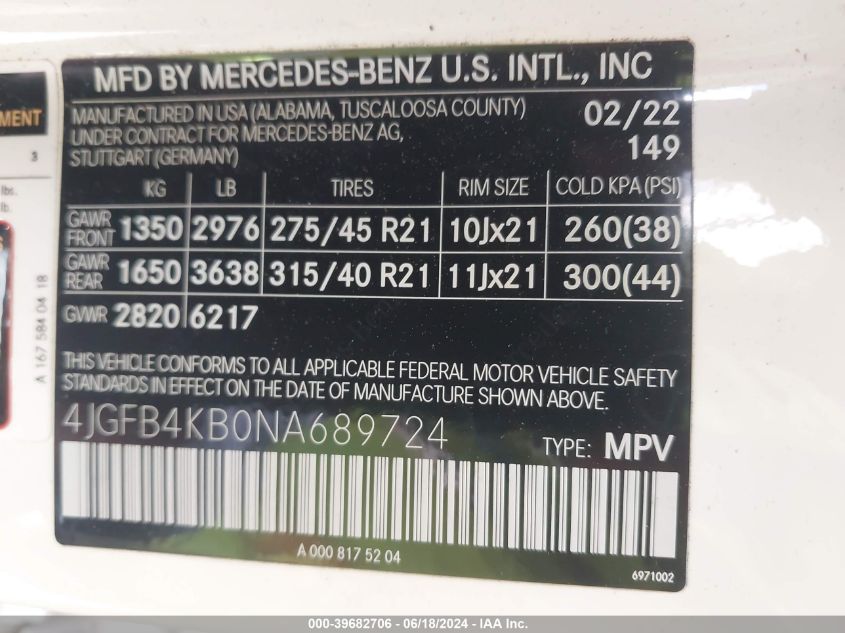 MFD BY MERCEDES-BENZ U.S. INTL., INC
MANUFACTURED IN USA (ALABAMA, TUSCALOOSA COUNTY)
UNDER CONTRACT FOR MERCEDES-BENZ AG,
STUTTGART (GERMANY)
02/22
149
KG LB TIRES RIM SIZE COLD KPA (PSI)
GAWR FRONT 1350 2976 275/45 R21 10Jx21 260(38)
GAWR REAR 1650 3638 315/40 R21 11Jx21 300(44)
GVWR 2820 6217
THIS VEHICLE CONFORMS TO ALL APPLICABLE FEDERAL MOTOR VEHICLE SAFETY
STANDARDS IN EFFECT ON THE DATE OF MANUFACTURE SHOWN ABOVE.
4JGFB4KB0NA689724
TYPE: MPV
A 000 817 52 04
6971002
MENT
3
lbs.
lb.
A 167 584 04 18
000-39682706 - 06/18/2024 - IAA Inc.